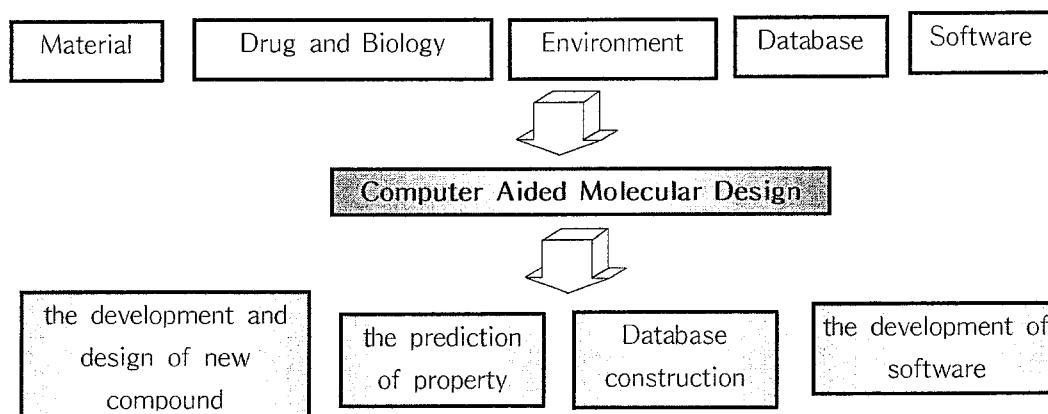 Material
Drug and Biology
Environment
Database
Software
Computer Aided Molecular Design
the development and
design of new
compound
the prediction
of property
Database
construction
the development of
software